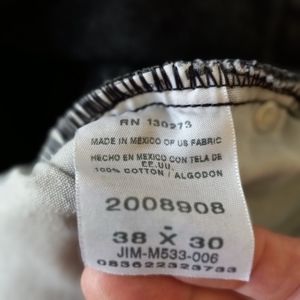 RN 130273
MADE IN MEXICO OF US FABRIC
HECHO EN MEXICO CON TELA DE
EE.UU.
100% COTTON / ALGODON
2008908
38 X 30
JIM-M533-006
083622323733